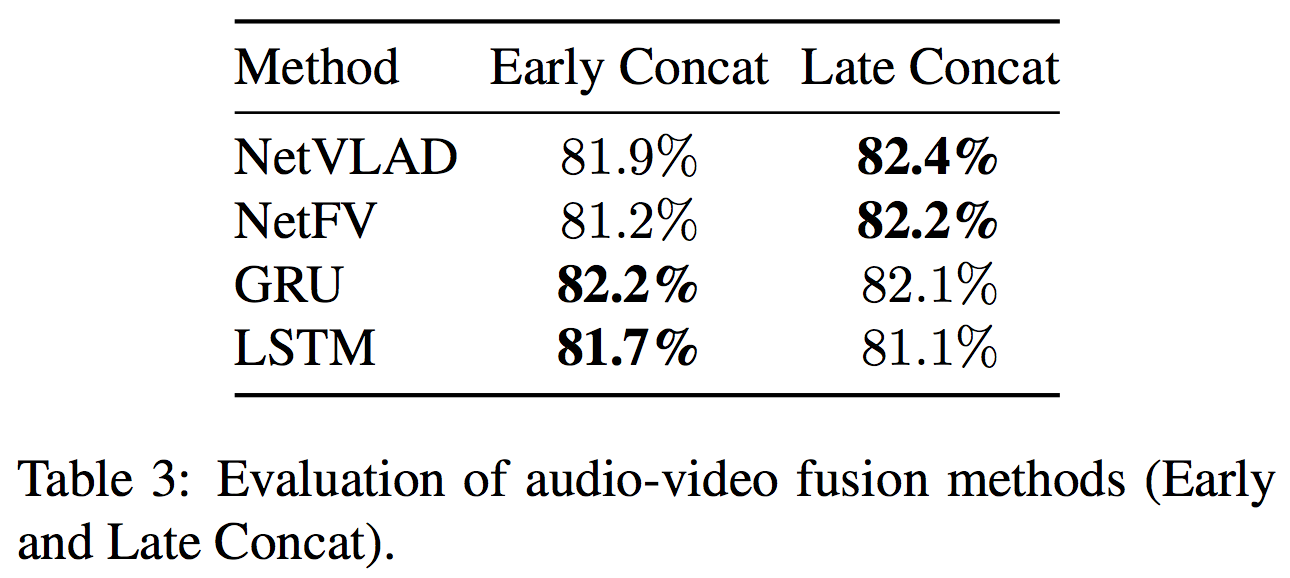 Method Early Concat Late Concat
NetVLAD 81.9% 82.4%
NetFV 81.2% 82.2%
GRU 82.2% 82.1%
LSTM 81.7% 81.1%
Table 3: Evaluation of audio-video fusion methods (Early
and Late Concat).